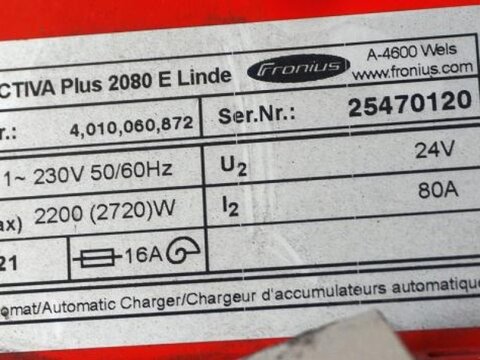 CTIVA Plus 2080 E Linde Fronius A-4600 Wels
www.fronius.com
r.: 4,010,060,872 Ser.Nr.: 25470120
1~ 230V 50/60Hz U2 24V
ax) 2200 (2720)W I2 80A
21 16A
omat/Automatic Charger/Chargeur d'accumulateurs automatique